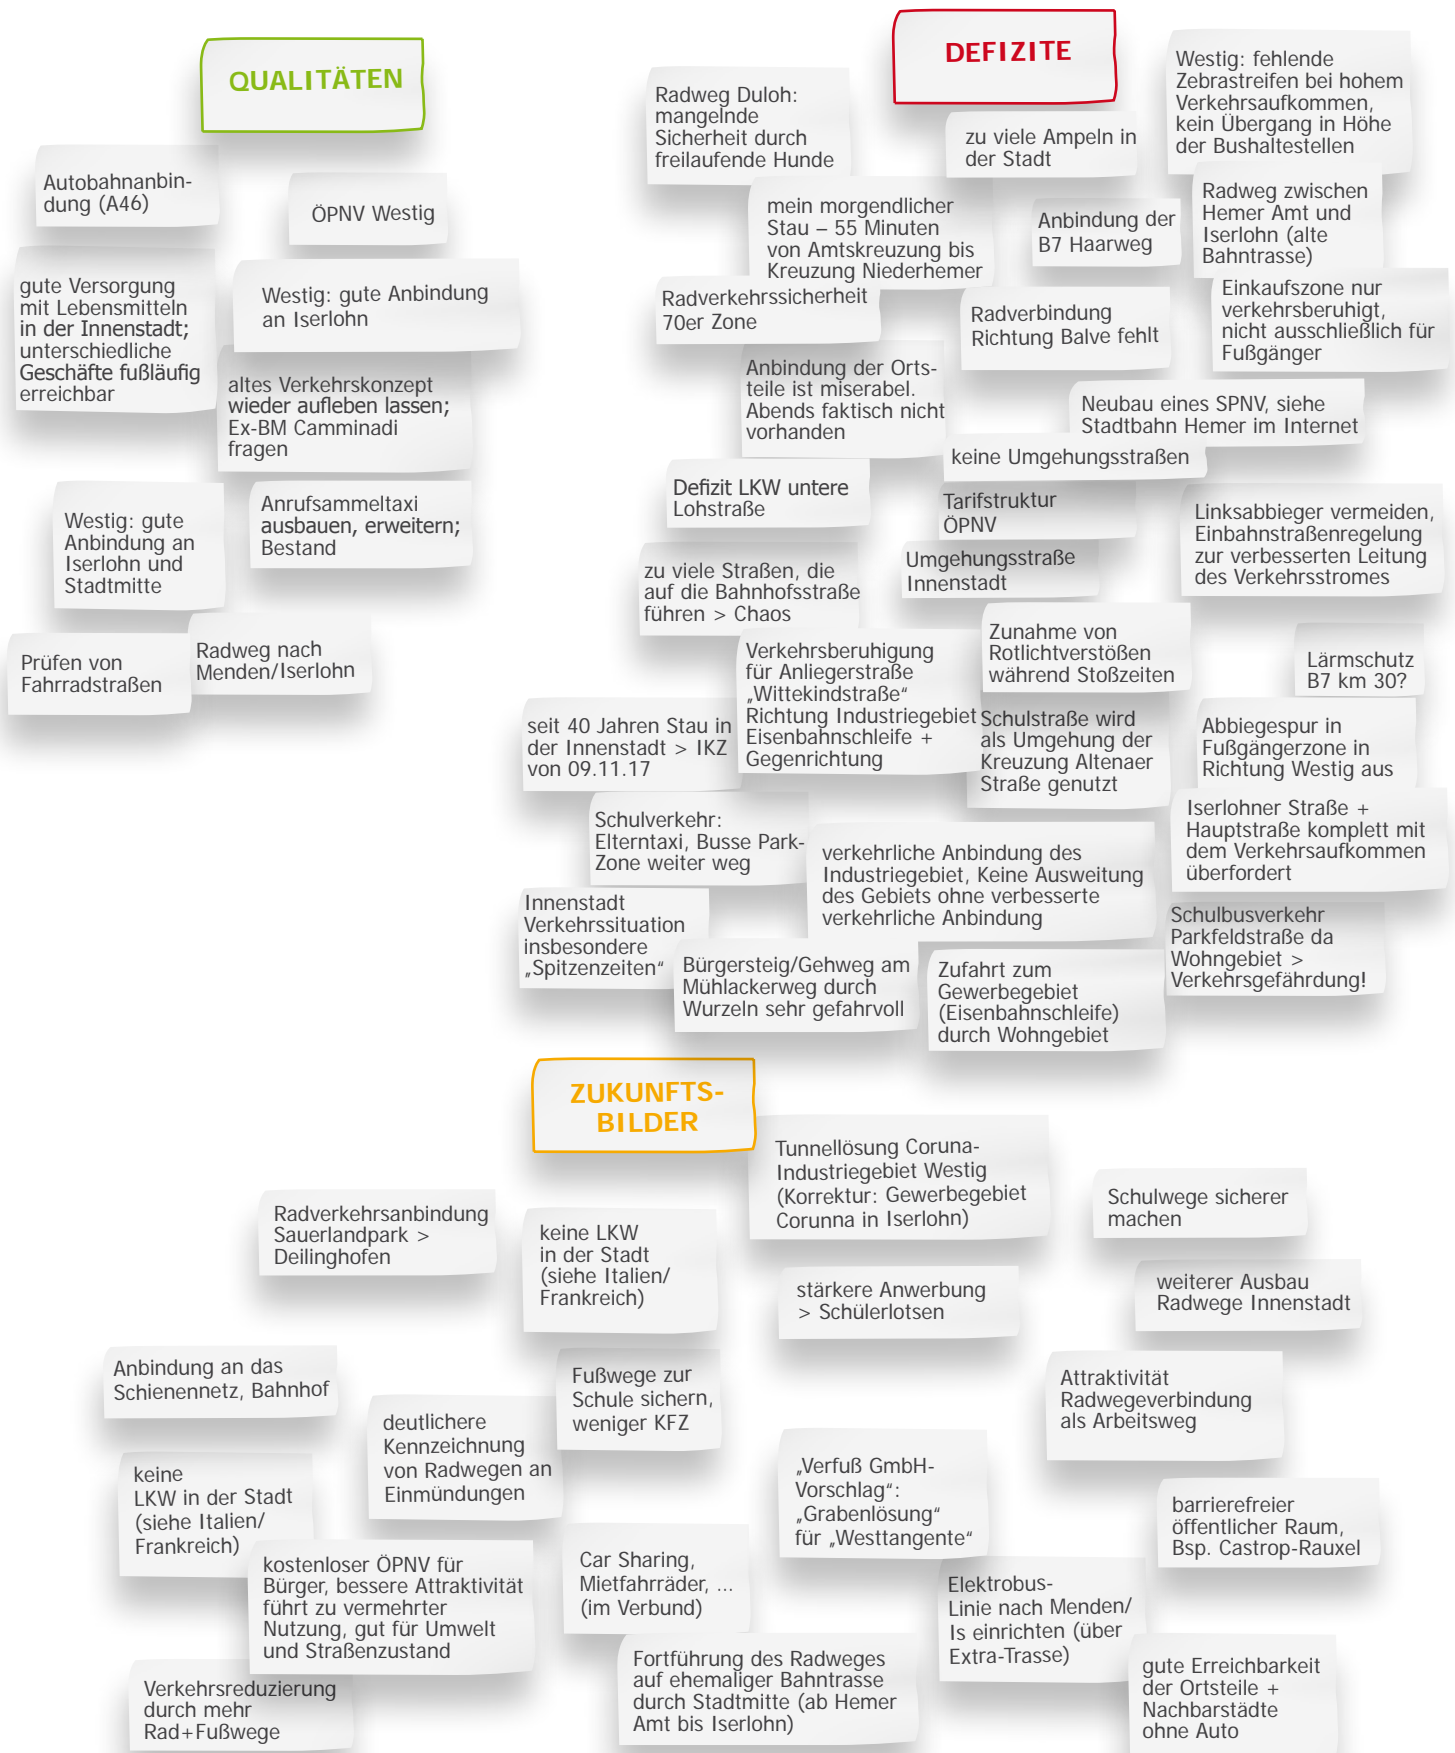 QUALITÄTEN
Autobahnanbin-
dung (A46)
ÖPNV Westig
gute Versorgung
mit Lebensmitteln
in der Innenstadt;
unterschiedliche
Geschäfte fußläufig
erreichbar
Westig: gute Anbindung
an Iserlohn
altes Verkehrskonzept
wieder aufleben lassen;
Ex-BM Camminadi
fragen
Westig: gute
Anbindung an
Iserlohn und
Stadtmitte
Anrufsammeltaxi
ausbauen, erweitern;
Bestand
Prüfen von
Fahrradstraßen
Radweg nach
Menden/Iserlohn
DEFIZITE
Radweg Duloh:
mangelnde
Sicherheit durch
freilaufende Hunde
zu viele Ampeln in
der Stadt
Westig: fehlende
Zebrastreifen bei hohem
Verkehrsaufkommen,
kein Übergang in Höhe
der Bushaltestellen
mein morgendlicher
Stau – 55 Minuten
von Amtskreuzung bis
Kreuzung Niederhemer
Anbindung der
B7 Haarweg
Radweg zwischen
Hemer Amt und
Iserlohn (alte
Bahntrasse)
Radverkehrssicherheit
70er Zone
Radverbindung
Richtung Balve fehlt
Einkaufszone nur
verkehrsberuhigt,
nicht ausschließlich für
Fußgänger
Anbindung der Orts-
teile ist miserabel.
Abends faktisch nicht
vorhanden
Neubau eines SPNV, siehe
Stadtbahn Hemer im Internet
keine Umgehungsstraßen
Defizit LKW untere
Lohstraße
Tarifstruktur
ÖPNV
Linksabbieger vermeiden,
Einbahnstraßenregelung
zur verbesserten Leitung
des Verkehrsstromes
zu viele Straßen, die
auf die Bahnhofsstraße
führen > Chaos
Umgehungsstraße
Innenstadt
Verkehrsberuhigung
für Anliegerstraße
„Wittekindstraße“
Richtung Industriegebiet
Eisenbahnschleife +
Gegenrichtung
Zunahme von
Rotlichtverstößen
während Stoßzeiten
Lärmschutz
B7 km 30?
seit 40 Jahren Stau in
der Innenstadt > IKZ
von 09.11.17
Schulstraße wird
als Umgehung der
Kreuzung Altenaer
Straße genutzt
Abbiegespur in
Fußgängerzone in
Richtung Westig aus
Schulverkehr:
Elterntaxi, Busse Park-
Zone weiter weg
verkehrliche Anbindung des
Industriegebiet, Keine Ausweitung
des Gebiets ohne verbesserte
verkehrliche Anbindung
Iserlohner Straße +
Hauptstraße komplett mit
dem Verkehrsaufkommen
überfordert
Innenstadt
Verkehrssituation
insbesondere
„Spitzenzeiten“
Bürgersteig/Gehweg am
Mühlackerweg durch
Wurzeln sehr gefahrvoll
Zufahrt zum
Gewerbegebiet
(Eisenbahnschleife)
durch Wohngebiet
Schulbusverkehr
Parkfeldstraße da
Wohngebiet >
Verkehrsgefährdung!
ZUKUNFTS-
BILDER
Tunnellösung Coruna-
Industriegebiet Westig
(Korrektur: Gewerbegebiet
Corunna in Iserlohn)
Schulwege sicherer
machen
Radverkehrsanbindung
Sauerlandpark >
Deilinghofen
keine LKW
in der Stadt
(siehe Italien/
Frankreich)
stärkere Anwerbung
> Schülerlotsen
weiterer Ausbau
Radwege Innenstadt
Anbindung an das
Schienennetz, Bahnhof
Fußwege zur
Schule sichern,
weniger KFZ
Attraktivität
Radwegeverbindung
als Arbeitsweg
deutlichere
Kennzeichnung
von Radwegen an
Einmündungen
keine
LKW in der Stadt
(siehe Italien/
Frankreich)
„Verfuß GmbH-
Vorschlag“:
„Grabenlösung“
für „Westtangente“
barrierefreier
öffentlicher Raum,
Bsp. Castrop-Rauxel
kostenloser ÖPNV für
Bürger, bessere Attraktivität
führt zu vermehrter
Nutzung, gut für Umwelt
und Straßenzustand
Car Sharing,
Mietfahrräder, ...
(im Verbund)
Elektrobus-
Linie nach Menden/
Is einrichten (über
Extra-Trasse)
Verkehrsreduzierung
durch mehr
Rad+Fußwege
Fortführung des Radweges
auf ehemaliger Bahntrasse
durch Stadtmitte (ab Hemer
Amt bis Iserlohn)
gute Erreichbarkeit
der Ortsteile +
Nachbarstädte
ohne Auto